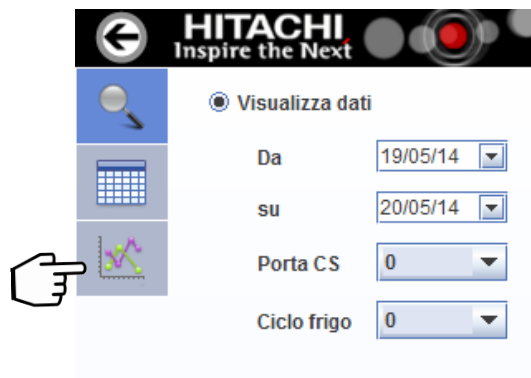 HITACHI
Inspire the Next
Visualizza dati
Da 19/05/14
su 20/05/14
Porta CS 0
Ciclo frigo 0